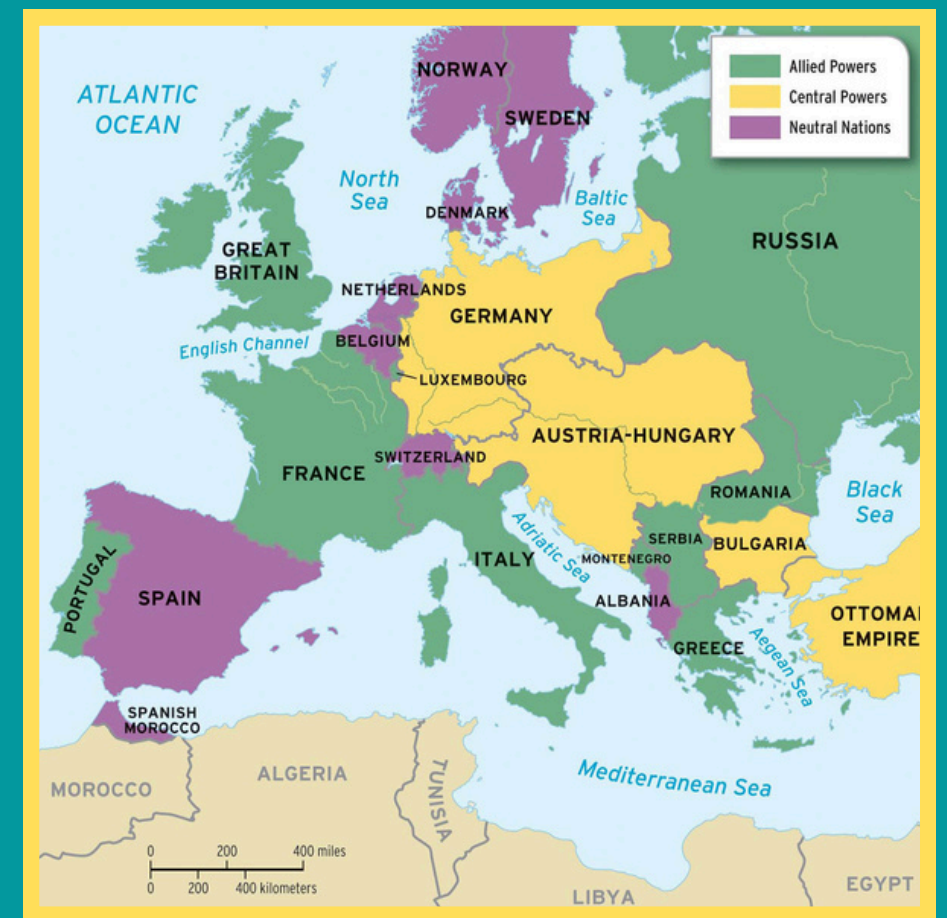 Allied Powers
Central Powers
Neutral Nations
ATLANTIC
OCEAN
NORWAY
SWEDEN
North
Sea
Baltic
Sea
DENMARK
RUSSIA
GREAT
BRITAIN
NETHERLANDS
GERMANY
English Channel
BELGIUM
LUXEMBOURG
AUSTRIA-HUNGARY
SWITZERLAND
FRANCE
ROMANIA
Black
Sea
Adriatic Sea
SERBIA
BULGARIA
ITALY
MONTENEGRO
PORTUGAL
SPAIN
ALBANIA
OTTOMA
EMPIRE
GREECE
Aegean Sea
SPANISH
MOROCCO
MOROCCO
ALGERIA
TUNISIA
Mediterranean Sea
0 200 400 miles
0 200 400 kilometers
LIBYA
EGYPT